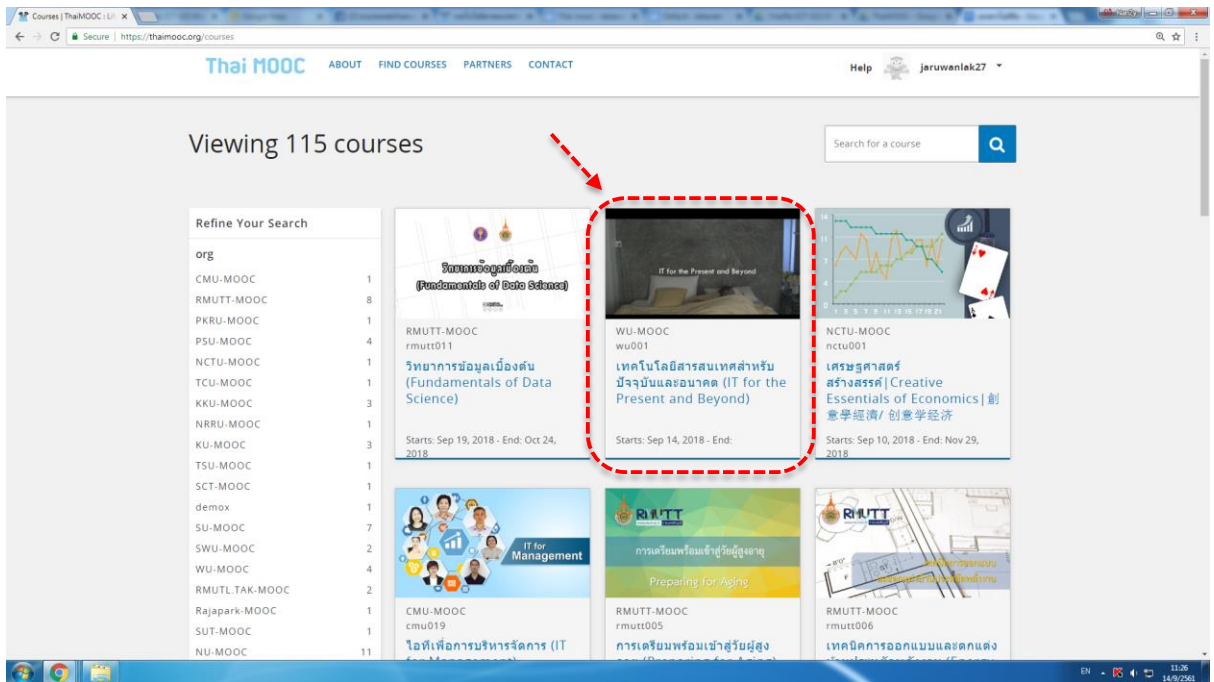 Courses | ThaiMOOC : Li
Secure | https://thaimooc.org/courses
Thai MOOC
ABOUT FIND COURSES PARTNERS CONTACT
Help jaruwanlak27
Viewing 115 courses
Search for a course
Refine Your Search
org
CMU-MOOC 1
RMUTT-MOOC 8
PKRU-MOOC 1
PSU-MOOC 4
NCTU-MOOC 1
TCU-MOOC 1
KKU-MOOC 3
NRRU-MOOC 1
KU-MOOC 3
TSU-MOOC 1
SCT-MOOC 1
demox 1
SU-MOOC 7
SWU-MOOC 2
WU-MOOC 4
RMUTL.TAK-MOOC 2
Rajapark-MOOC 1
SUT-MOOC 1
NU-MOOC 11
วิทยาการข้อมูลเบื้องต้น
(Fundamentals of Data Science)
RMUTT-MOOC
rmutt011
วิทยาการข้อมูลเบื้องต้น
(Fundamentals of Data
Science)
Starts: Sep 19, 2018 - End: Oct 24,
2018
IT for the Present and Beyond
WU-MOOC
wu001
เทคโนโลยีสารสนเทศสำหรับ
ปัจจุบันและอนาคต (IT for the
Present and Beyond)
Starts: Sep 14, 2018 - End:
NCTU-MOOC
nctu001
เศรษฐศาสตร์
สร้างสรรค์|Creative
Essentials of Economics|創
意學經濟/ 创意学经济
Starts: Sep 10, 2018 - End: Nov 29,
2018
IT for
Management
CMU-MOOC
cmu019
ไอทีเพื่อการบริหารจัดการ (IT
for Management)
RMUTT
การเตรียมพร้อมเข้าสู่วัยผู้สูงอายุ
Preparing for Aging
RMUTT-MOOC
rmutt005
การเตรียมพร้อมเข้าสู่วัยผู้สูง
อายุ (Preparing for Aging)
RMUTT
RMUTT-MOOC
rmutt006
เทคนิคการออกแบบและตกแต่ง
EN
11:26
14/9/2561